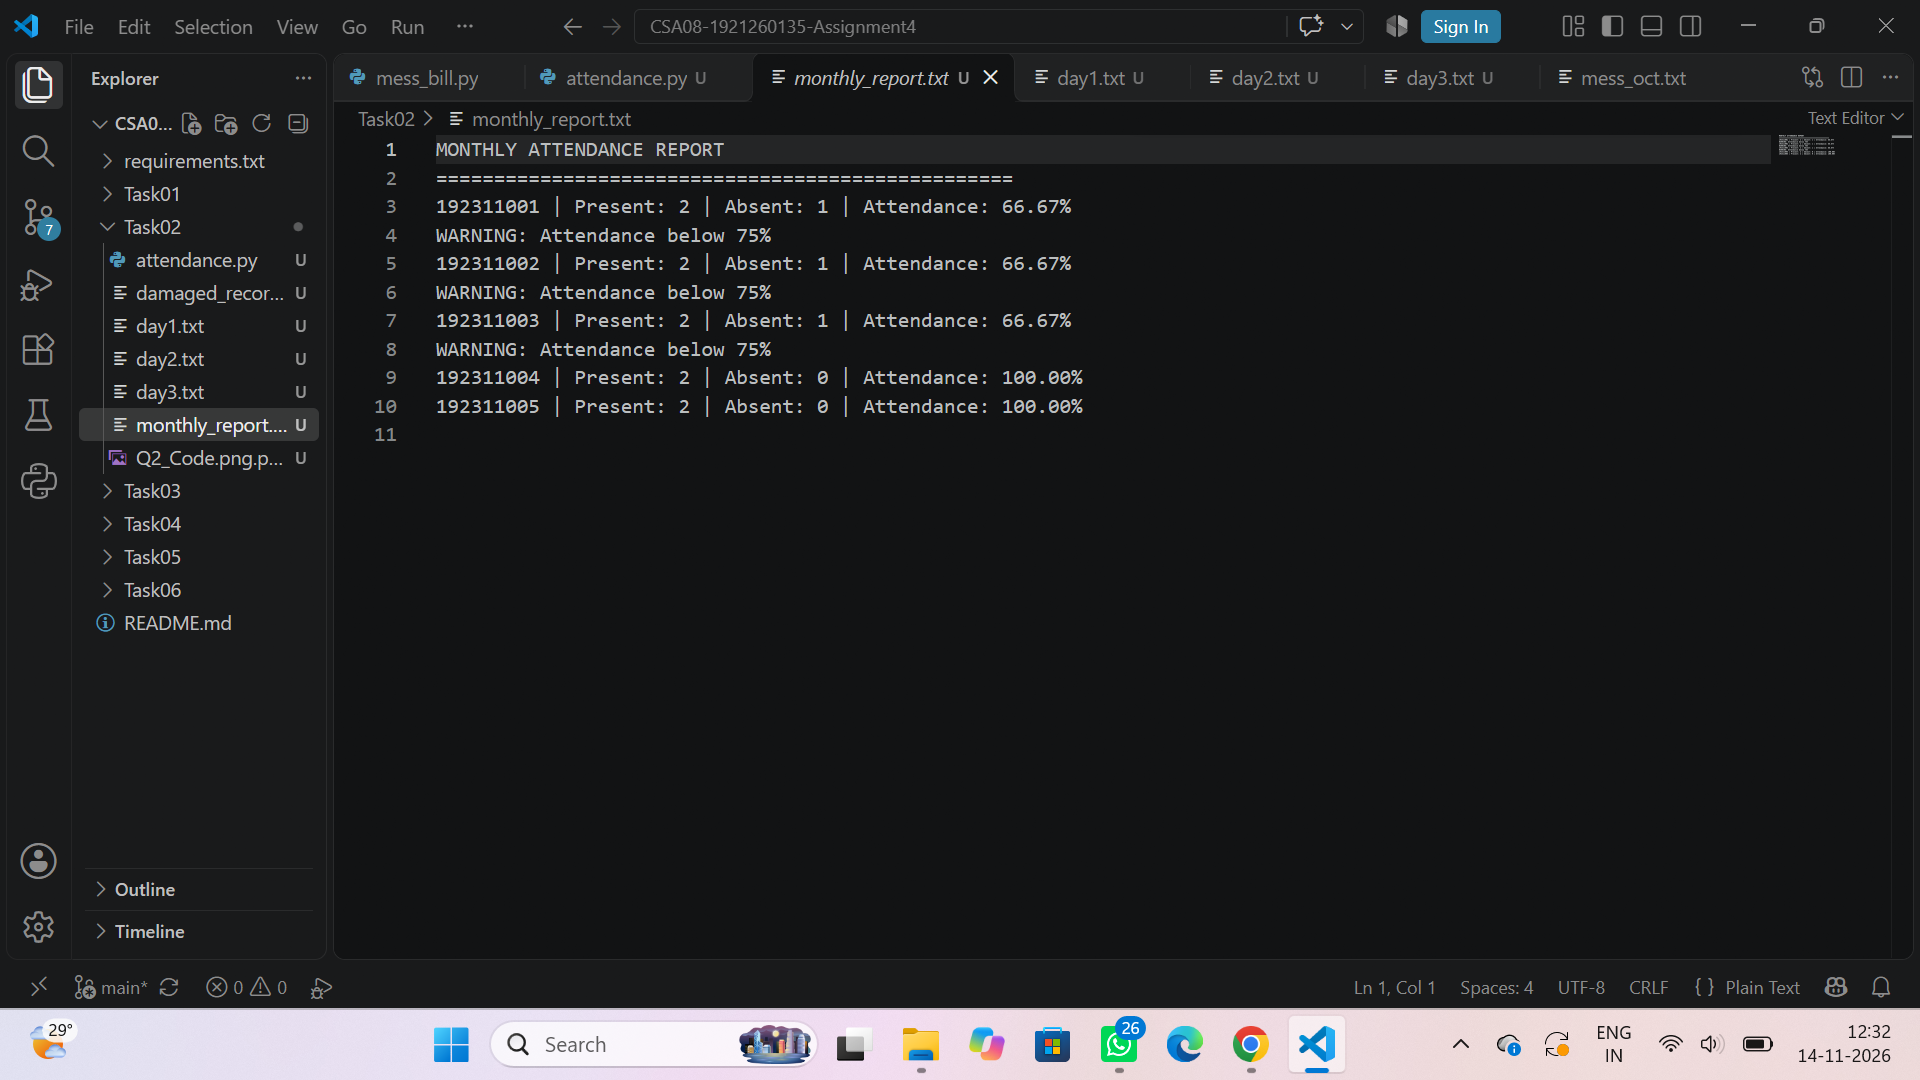 File Edit Selection View Go Run ···
CSA08-1921260135-Assignment4
Sign In
Explorer
CSA0...
requirements.txt
Task01
Task02
attendance.py U
damaged_recor... U
day1.txt U
day2.txt U
day3.txt U
monthly_report.... U
Q2_Code.png.p... U
Task03
Task04
Task05
Task06
README.md
Outline
Timeline
7
mess_bill.py attendance.py U monthly_report.txt U day1.txt U day2.txt U day3.txt U mess_oct.txt
Task02 > monthly_report.txt
Text Editor
1 MONTHLY ATTENDANCE REPORT
2 ==================================================
3 192311001 | Present: 2 | Absent: 1 | Attendance: 66.67%
4 WARNING: Attendance below 75%
5 192311002 | Present: 2 | Absent: 1 | Attendance: 66.67%
6 WARNING: Attendance below 75%
7 192311003 | Present: 2 | Absent: 1 | Attendance: 66.67%
8 WARNING: Attendance below 75%
9 192311004 | Present: 2 | Absent: 0 | Attendance: 100.00%
10 192311005 | Present: 2 | Absent: 0 | Attendance: 100.00%
11
main* 0 0
Ln 1, Col 1 Spaces: 4 UTF-8 CRLF { } Plain Text
29°
Search
26
ENG
IN
12:32
14-11-2026